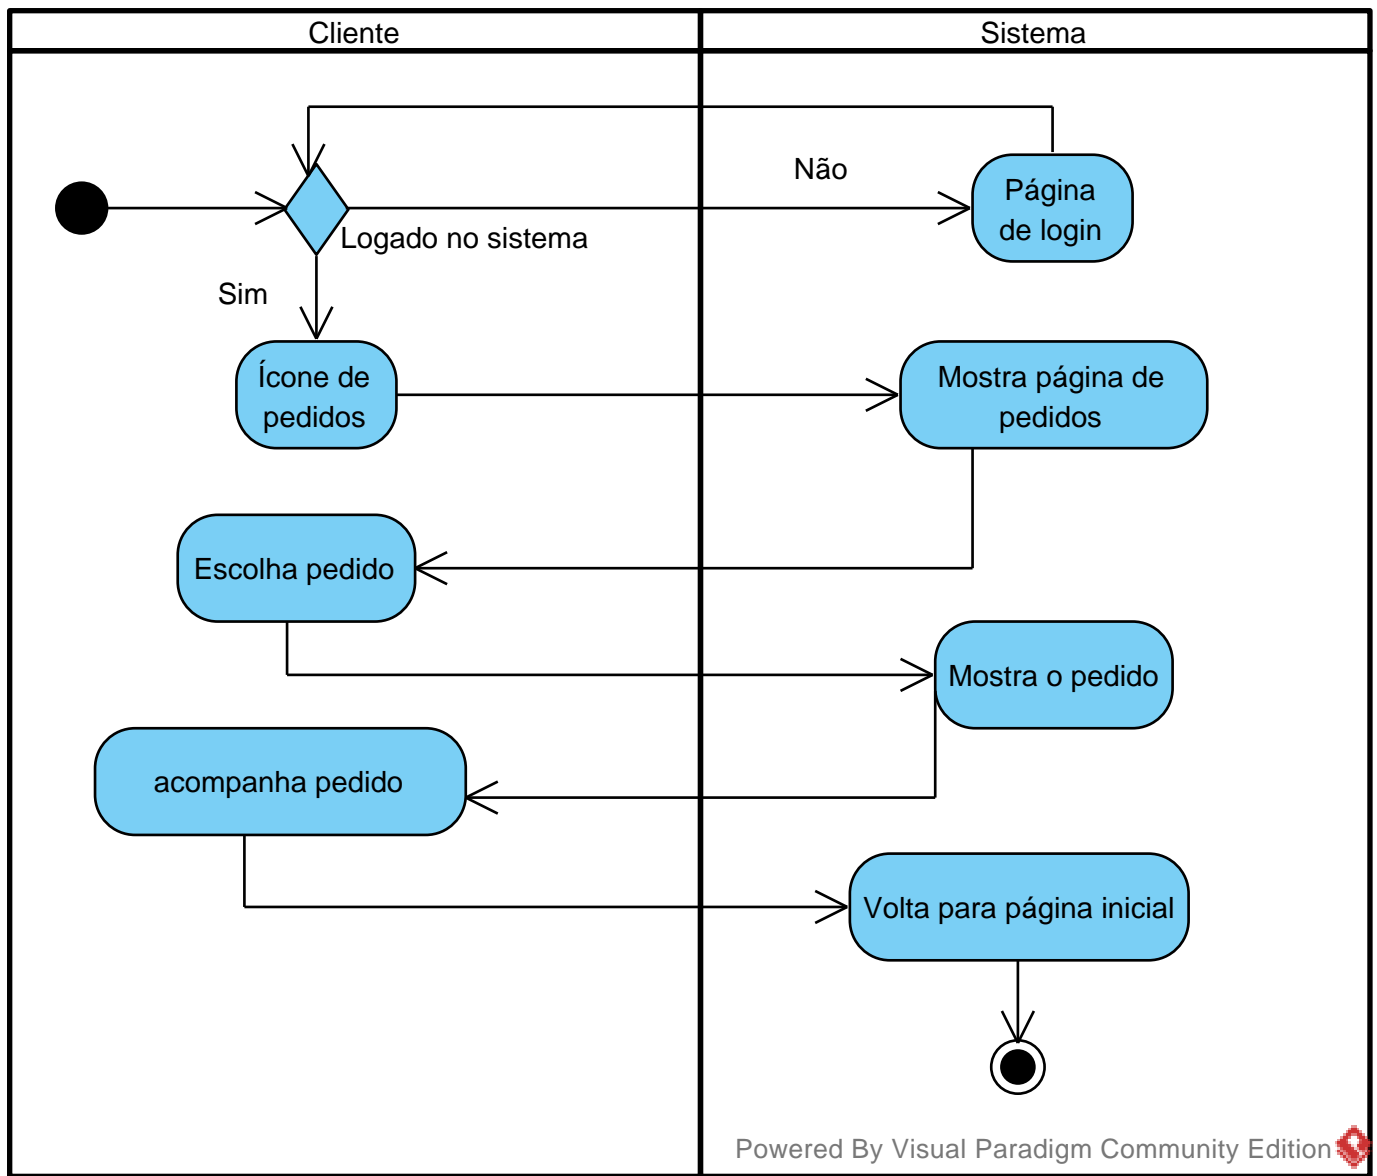 Cliente
Sistema
Não
Página
de login
Logado no sistema
Sim
Ícone de
pedidos
Mostra página de
pedidos
Escolha pedido
Mostra o pedido
acompanha pedido
Volta para página inicial
Powered By Visual Paradigm Community Edition